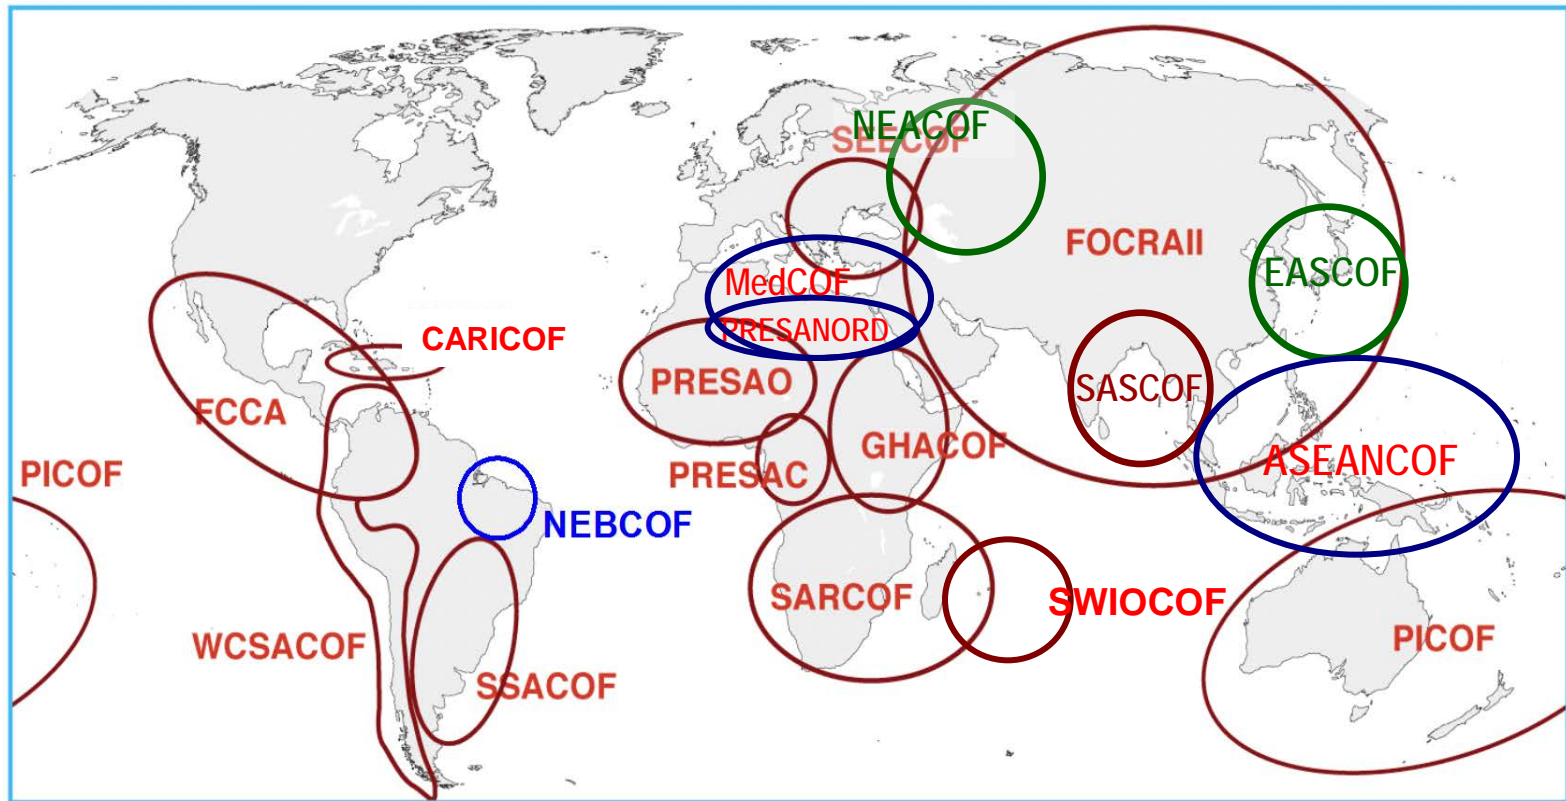 NEACOF
SEECOF
FOCRAII
EASCOF
MedCOF
PRESANORD
CARICOF
PRESAO
SASCOF
FCCA
GHACOF
ASEANCOF
PICOF
PRESAC
NEBCOF
SARCOF
SWIOCOF
WCSACOF
PICOF
SSACOF